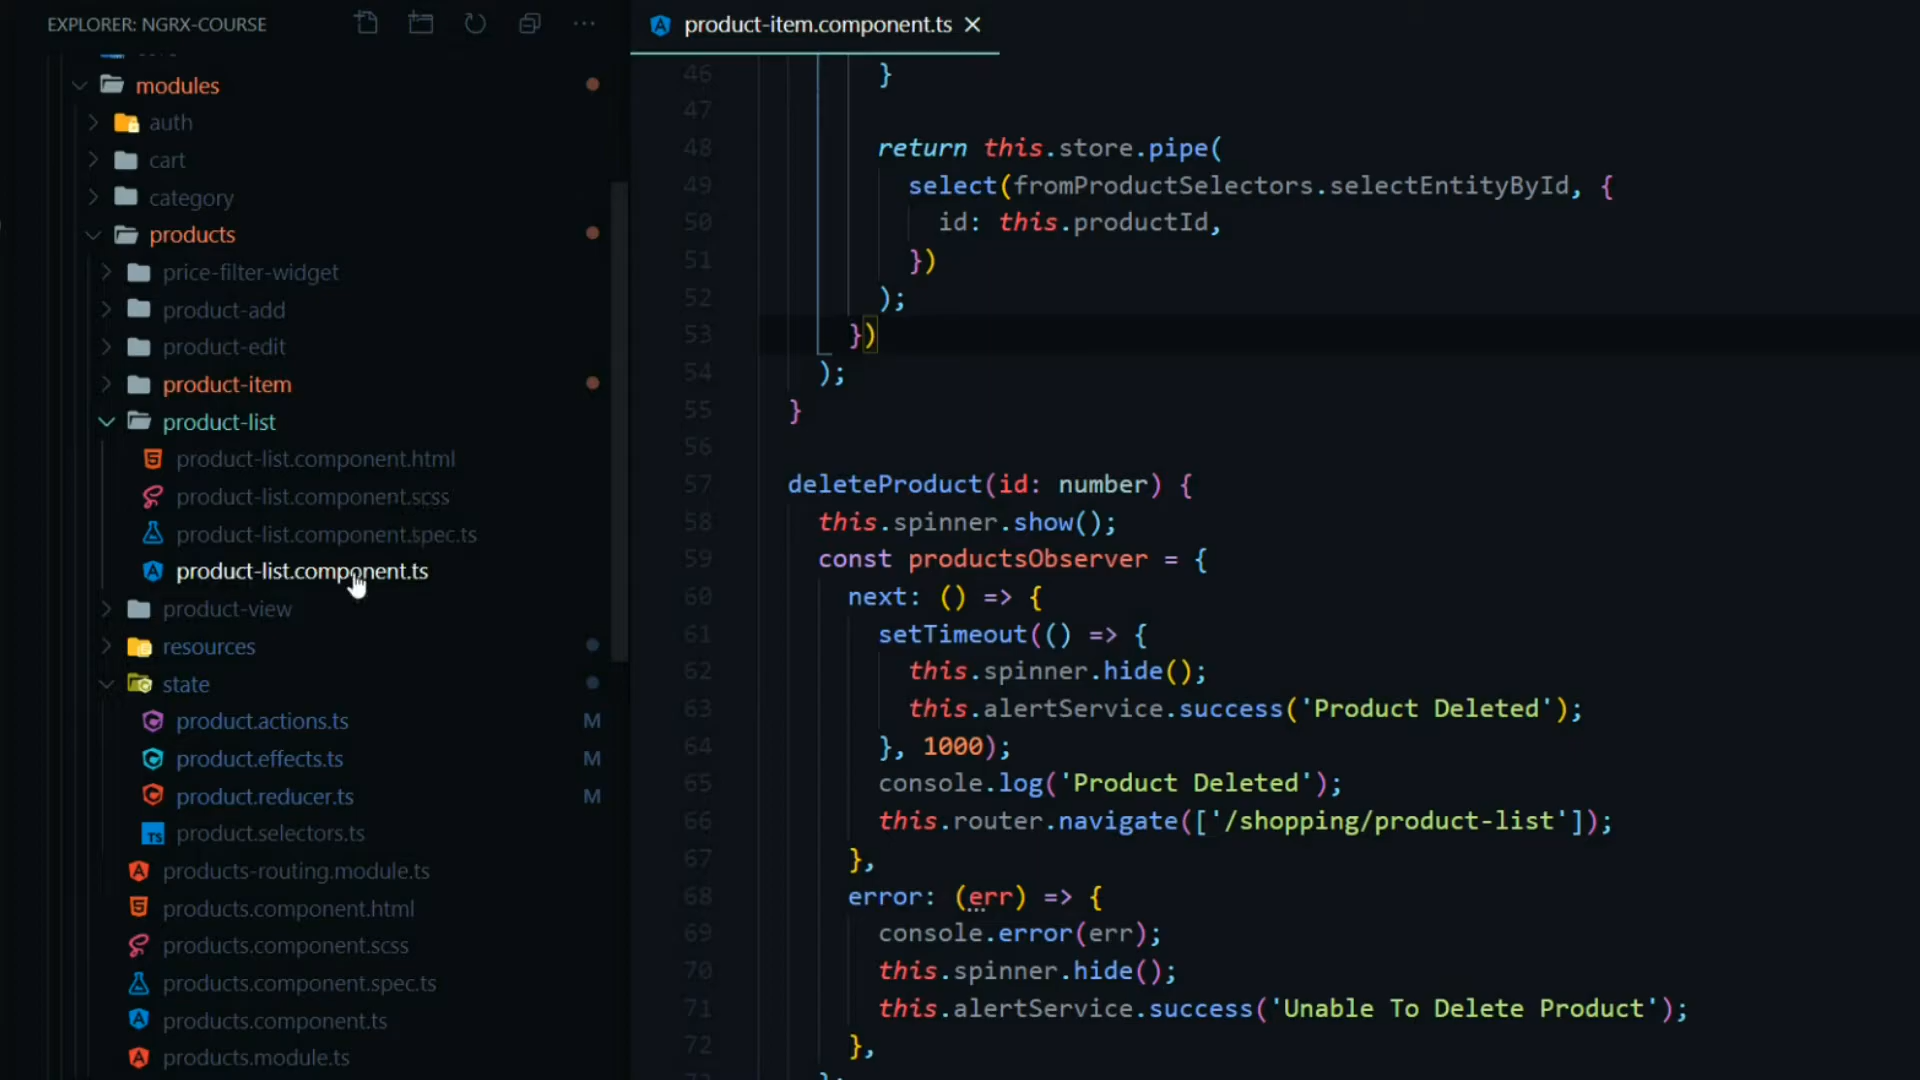 EXPLORER: NGRX-COURSE
modules
auth
cart
category
products
price-filter-widget
product-add
product-edit
product-item
product-list
product-list.component.html
product-list.component.scss
product-list.component.spec.ts
product-list.component.ts
product-view
resources
state
product.actions.ts M
product.effects.ts M
product.reducer.ts M
TS product.selectors.ts
products-routing.module.ts
products.component.html
products.component.scss
products.component.spec.ts
products.component.ts
products.module.ts
product-item.component.ts
46 }
47
48 return this.store.pipe(
49 select(fromProductSelectors.selectEntityById, {
50 id: this.productId,
51 })
52 );
53 })
54 );
55 }
56
57 deleteProduct(id: number) {
58 this.spinner.show();
59 const productsObserver = {
60 next: () => {
61 setTimeout(() => {
62 this.spinner.hide();
63 this.alertService.success('Product Deleted');
64 }, 1000);
65 console.log('Product Deleted');
66 this.router.navigate(['/shopping/product-list']);
67 },
68 error: (err) => {
69 console.error(err);
70 this.spinner.hide();
71 this.alertService.success('Unable To Delete Product');
72 },